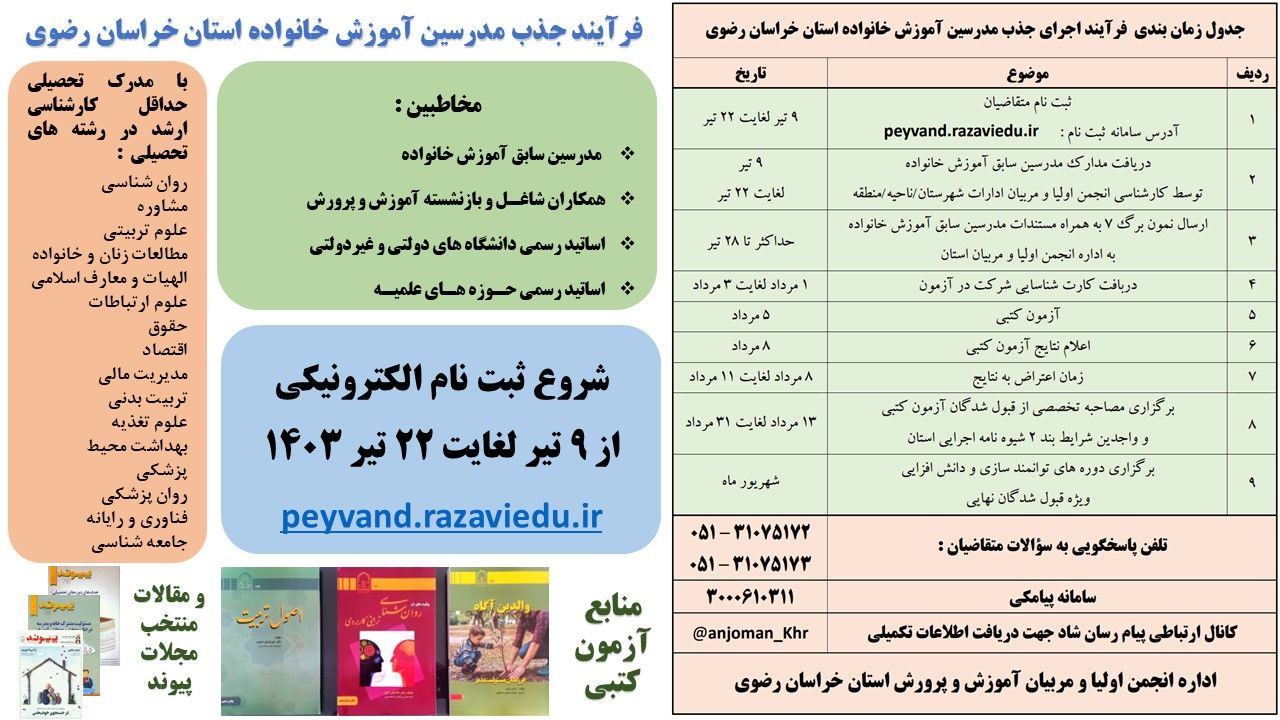 فرآیند جذب مدرسین آموزش خانواده استان خراسان رضوی
جدول زمان بندی فرآیند اجرای جذب مدرسین آموزش خانواده استان خراسان رضوی
ردیف موضوع تاریخ
۱ ثبت نام متقاضیان ۹ تیر لغایت ۲۲ تیر
آدرس سامانه ثبت نام : peyvand.razaviedu.ir
۲ دریافت مدارک مدرسین سابق آموزش خانواده ۹ تیر
توسط کارشناسی انجمن اولیا و مربیان ادارات شهرستان/ناحیه/منطقه لغایت ۲۲ تیر
۳ ارسال نمون برگ ۷ به همراه مستندات مدرسین سابق آموزش خانواده حداکثر تا ۲۸ تیر
به اداره انجمن اولیا و مربیان استان
۴ دریافت کارت شناسایی شرکت در آزمون ۱ مرداد لغایت ۳ مرداد
۵ آزمون کتبی ۵ مرداد
۶ اعلام نتایج آزمون کتبی ۸ مرداد
۷ زمان اعتراض به نتایج ۸ مرداد لغایت ۱۱ مرداد
۸ برگزاری مصاحبه تخصصی از قبول شدگان آزمون کتبی ۱۳ مرداد لغایت ۳۱ مرداد
و واجدین شرایط بند ۲ شیوه نامه اجرایی استان
۹ برگزاری دوره های توانمند سازی و دانش افزایی شهریور ماه
ویژه قبول شدگان نهایی
تلفن پاسخگویی به سؤالات متقاضیان :
۳۱۰۷۵۱۷۲ – ۰۵۱
۳۱۰۷۵۱۷۳ – ۰۵۱
سامانه پیامکی ۳۰۰۰۶۱۰۳۱۱
کانال ارتباطی پیام رسان شاد جهت دریافت اطلاعات تکمیلی @anjoman_Khr
اداره انجمن اولیا و مربیان آموزش و پرورش استان خراسان رضوی
مخاطبین :
❖ مدرسین سابق آموزش خانواده
❖ همکاران شاغل و بازنشسته آموزش و پرورش
❖ اساتید رسمی دانشگاه های دولتی و غیردولتی
❖ اساتید رسمی حوزه های علمیه
شروع ثبت نام الکترونیکی
از ۹ تیر لغایت ۲۲ تیر ۱۴۰۳
peyvand.razaviedu.ir
با مدرک تحصیلی
حداقل کارشناسی
ارشد در رشته های
تحصیلی :
روان شناسی
مشاوره
علوم تربیتی
مطالعات زنان و خانواده
الهیات و معارف اسلامی
علوم ارتباطات
حقوق
اقتصاد
مدیریت مالی
تربیت بدنی
علوم تغذیه
بهداشت محیط
پزشکی
روان پزشکی
فناوری و رایانه
جامعه شناسی
منابع
آزمون
کتبی
والدین آگاه
روان شناسی
اصول تربیت
و مقالات
منتخب
مجلات
پیوند
پیوند
پیوند
پیوند
در جستجوی خوشبختی